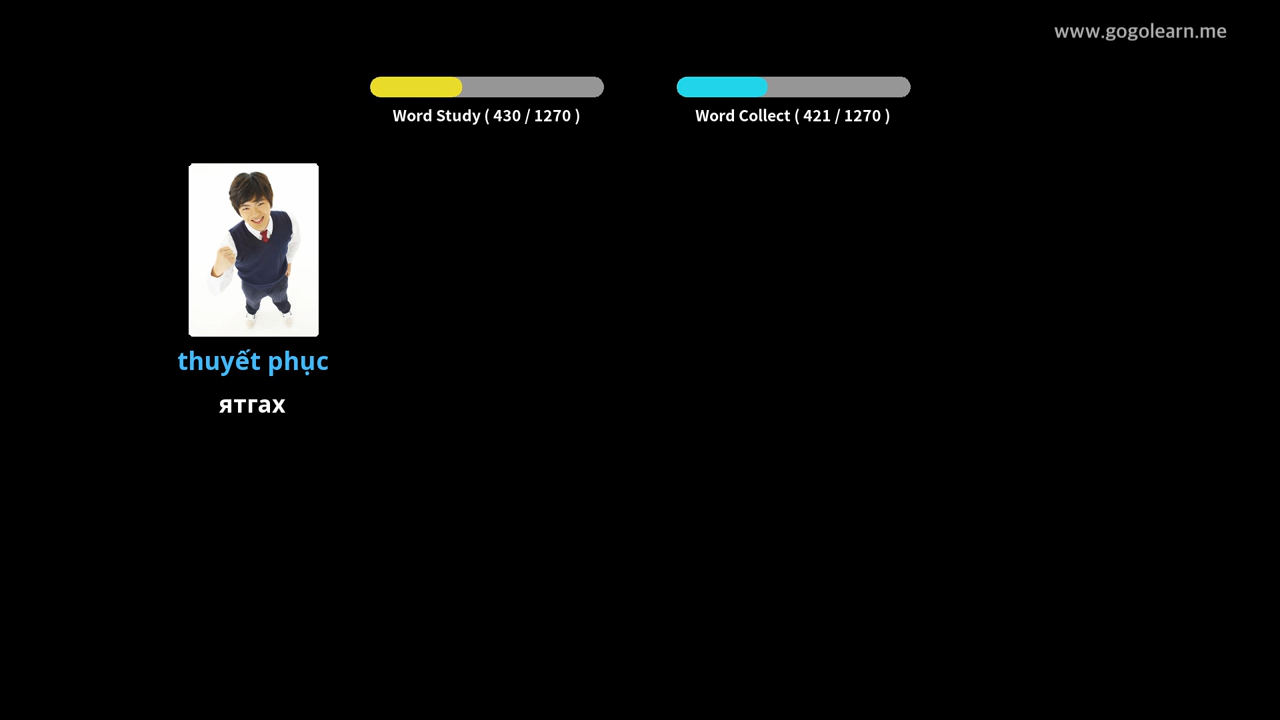 www.gogolearn.me
Word Study ( 430 / 1270 )
Word Collect ( 421 / 1270 )
thuyết phục
ятгах